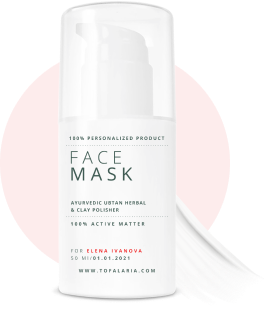 100% PERSONALIZED PRODUCT
FACE
MASK
AYURVEDIC UBTAN HERBAL
& CLAY POLISHER
100% ACTIVE MATTER
FOR ELENA IVANOVA
50 Ml/01.01.2021
WWW.TOFALARIA.COM